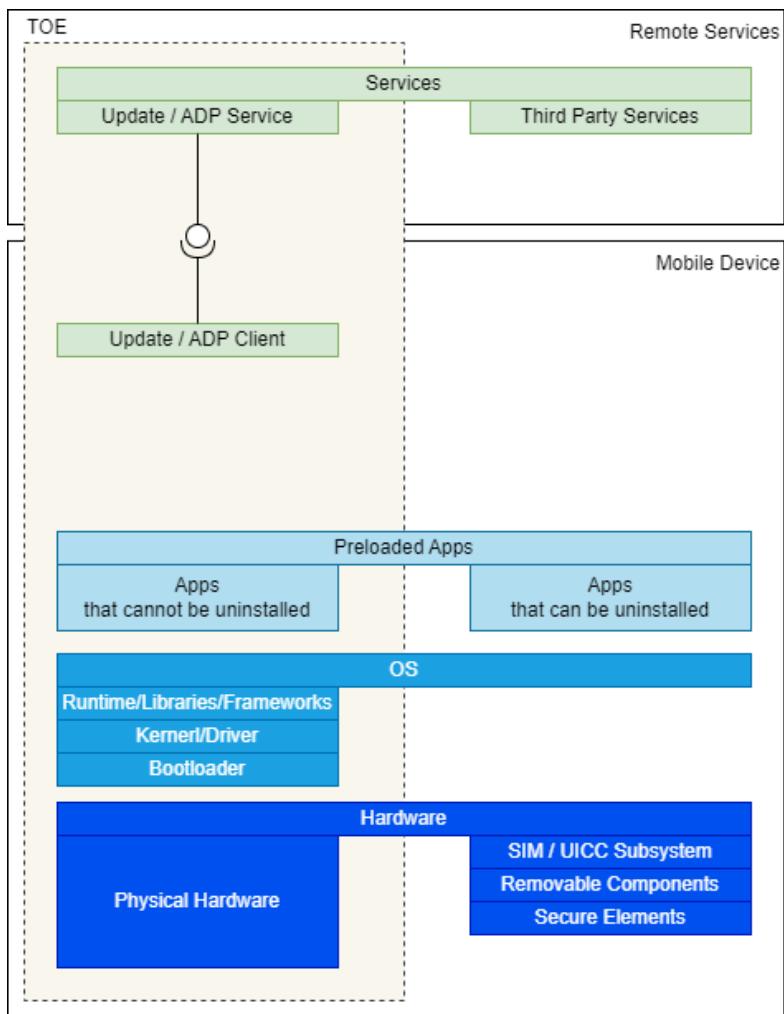 TOE
Remote Services
Services
Update / ADP Service
Third Party Services
Mobile Device
Update / ADP Client
Preloaded Apps
Apps
that cannot be uninstalled
Apps
that can be uninstalled
OS
Runtime/Libraries/Frameworks
Kernerl/Driver
Bootloader
Hardware
Physical Hardware
SIM / UICC Subsystem
Removable Components
Secure Elements